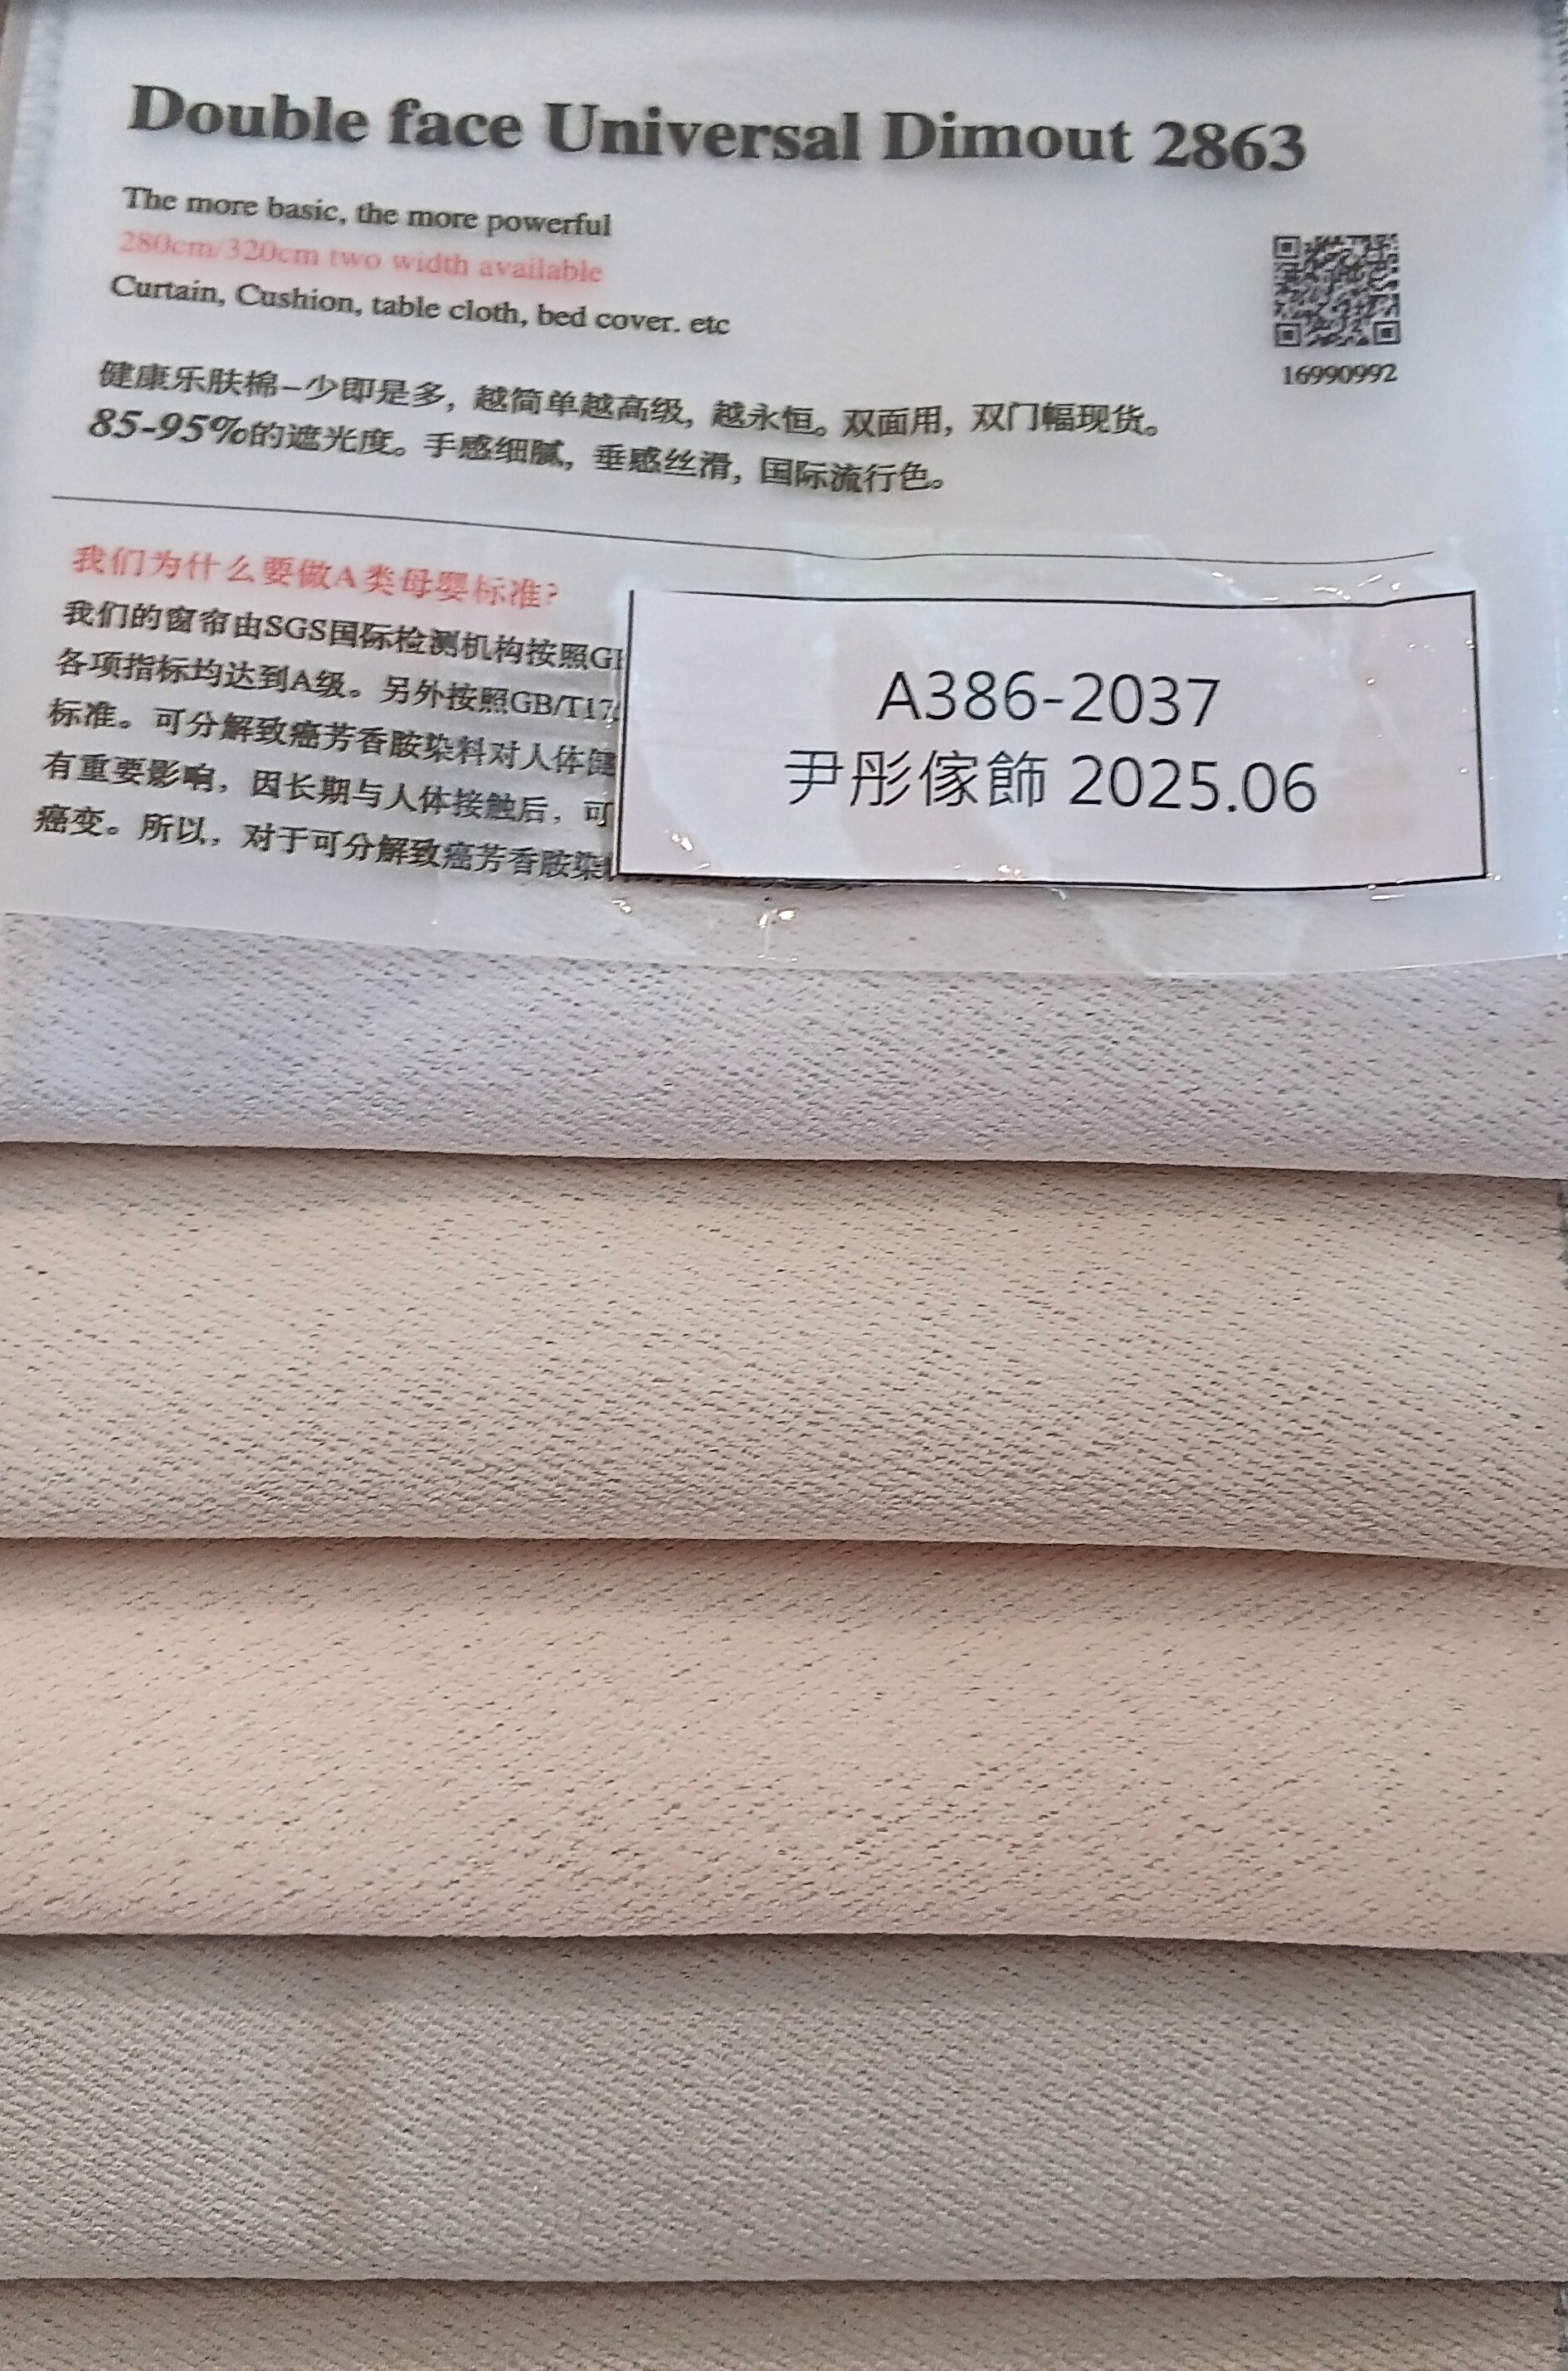 Double face Universal Dimout 2863
The more basic, the more powerful
280cm/320cm two width available
Curtain, Cushion, table cloth, bed cover. etc
16990992
健康乐肤棉-少即是多，越简单越高级，越永恒。双面用，双门幅现货。
85-95%的遮光度。手感细腻，垂感丝滑，国际流行色。
我们为什么要做A类母婴标准?
我们的窗帘由SGS国际检测机构按照G
各项指标均达到A级。另外按照GB/T17
标准。可分解致癌芳香胺染料对人体健
有重要影响，因长期与人体接触后，可
癌变。所以，对于可分解致癌芳香胺染
A386-2037
尹彤傢飾 2025.06